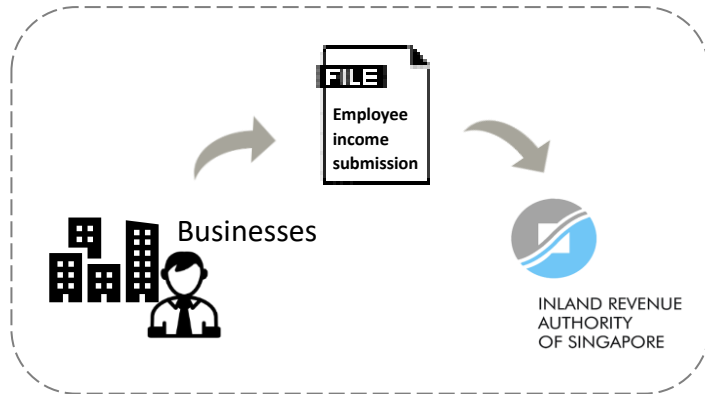 FILE
Employee
income
submission
Businesses
INLAND REVENUE
AUTHORITY
OF SINGAPORE